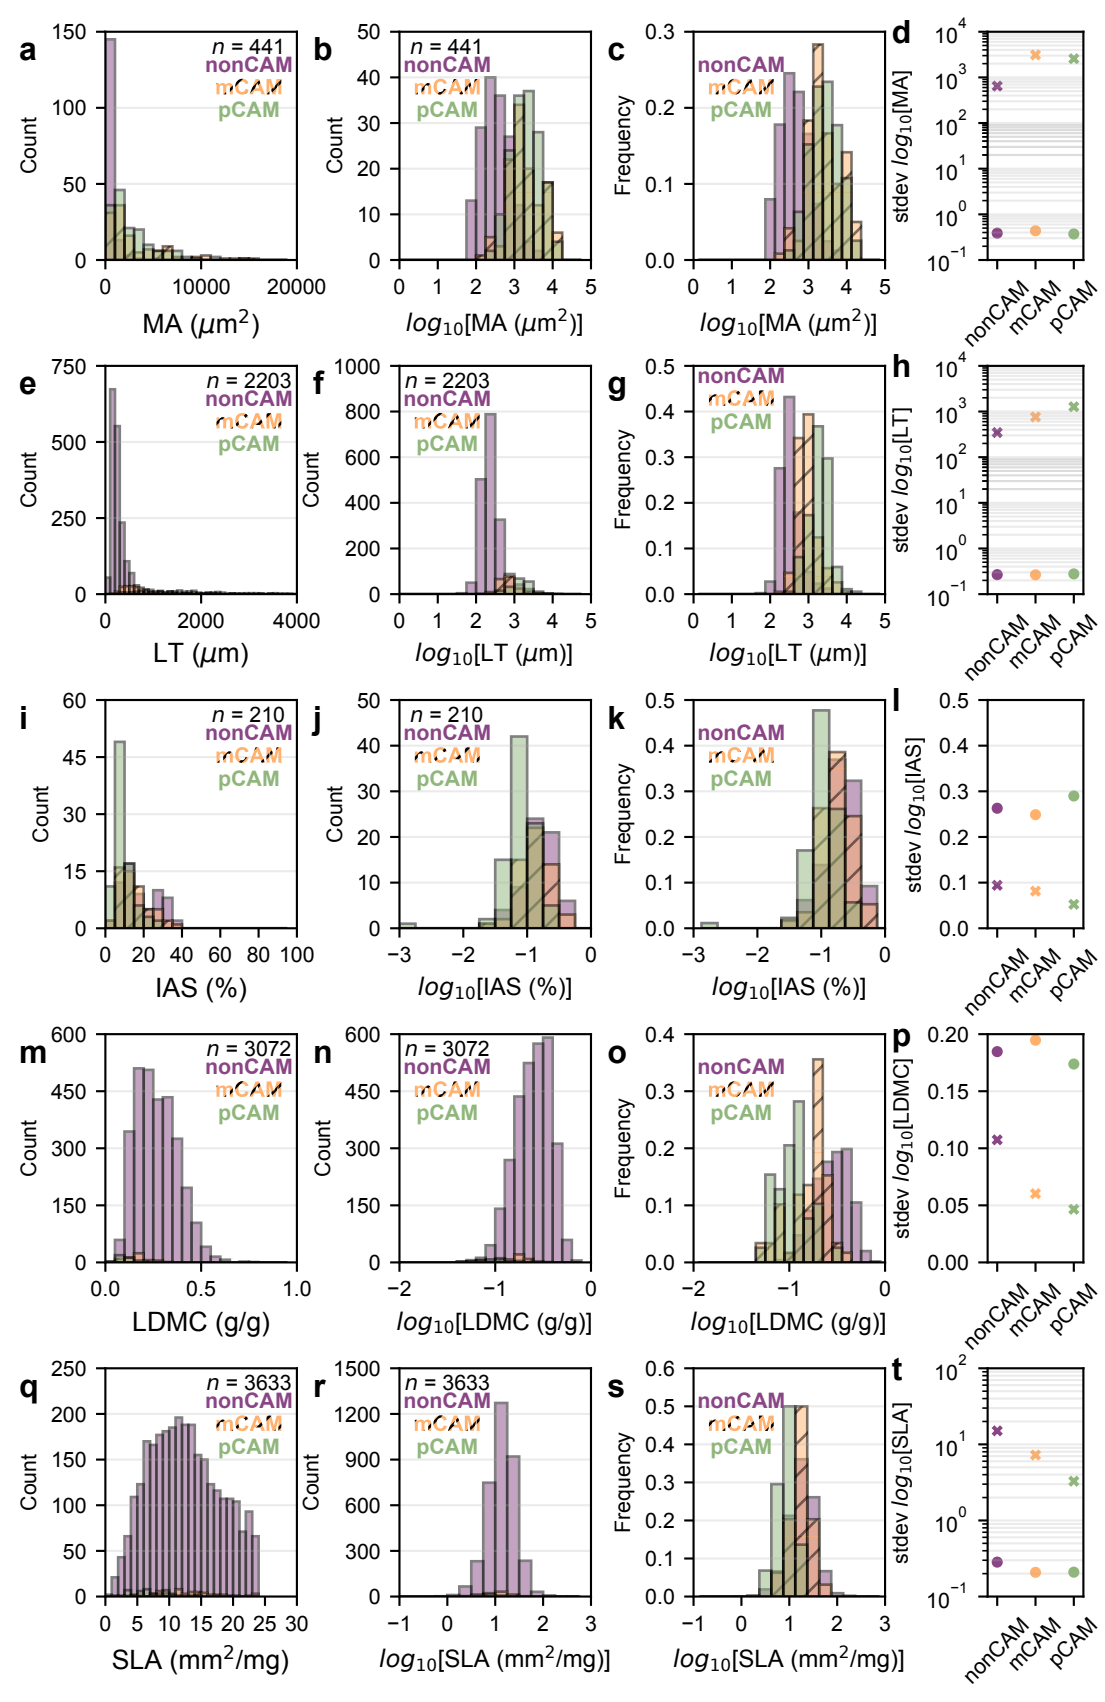 a
150
100
50
0
Count
n = 441
nonCAM
mCAM
pCAM
0 10000 20000
MA (μm²)
b
50
40
30
20
10
0
Count
n = 441
nonCAM
mCAM
pCAM
0 1 2 3 4 5
log₁₀[MA (μm²)]
c
0.3
0.2
0.1
0.0
Frequency
nonCAM
mCAM
pCAM
0 1 2 3 4 5
log₁₀[MA (μm²)]
d
10⁴
10³
10²
10¹
10⁰
10⁻¹
stdev log₁₀[MA]
nonCAM
mCAM
pCAM
e
750
500
250
0
Count
n = 2203
nonCAM
mCAM
pCAM
0 2000 4000
LT (μm)
f
1000
800
600
400
200
0
Count
n = 2203
nonCAM
mCAM
pCAM
0 1 2 3 4 5
log₁₀[LT (μm)]
g
0.5
0.4
0.3
0.2
0.1
0.0
Frequency
nonCAM
mCAM
pCAM
0 1 2 3 4 5
log₁₀[LT (μm)]
h
10⁴
10³
10²
10¹
10⁰
10⁻¹
stdev log₁₀[LT]
nonCAM
mCAM
pCAM
i
60
45
30
15
0
Count
n = 210
nonCAM
mCAM
pCAM
0 20 40 60 80 100
IAS (%)
j
50
40
30
20
10
0
Count
n = 210
nonCAM
mCAM
pCAM
−3 −2 −1 0
log₁₀[IAS (%)]
k
0.5
0.4
0.3
0.2
0.1
0.0
Frequency
nonCAM
mCAM
pCAM
−3 −2 −1 0
log₁₀[IAS (%)]
l
0.5
0.4
0.3
0.2
0.1
0.0
stdev log₁₀[IAS]
nonCAM
mCAM
pCAM
m
600
450
300
150
0
Count
n = 3072
nonCAM
mCAM
pCAM
0.0 0.5 1.0
LDMC (g/g)
n
600
450
300
150
0
Count
n = 3072
nonCAM
mCAM
pCAM
−2 −1 0
log₁₀[LDMC (g/g)]
o
0.4
0.3
0.2
0.1
0.0
Frequency
nonCAM
mCAM
pCAM
−2 −1 0
log₁₀[LDMC (g/g)]
p
0.20
0.15
0.10
0.05
0.00
stdev log₁₀[LDMC]
nonCAM
mCAM
pCAM
q
250
200
150
100
50
0
Count
n = 3633
nonCAM
mCAM
pCAM
0 5 10 15 20 25 30
SLA (mm²/mg)
r
1500
1200
900
600
300
0
Count
n = 3633
nonCAM
mCAM
pCAM
−1 0 1 2 3
log₁₀[SLA (mm²/mg)]
s
0.6
0.5
0.4
0.3
0.2
0.1
0.0
Frequency
nonCAM
mCAM
pCAM
−1 0 1 2 3
log₁₀[SLA (mm²/mg)]
t
10²
10¹
10⁰
10⁻¹
stdev log₁₀[SLA]
nonCAM
mCAM
pCAM